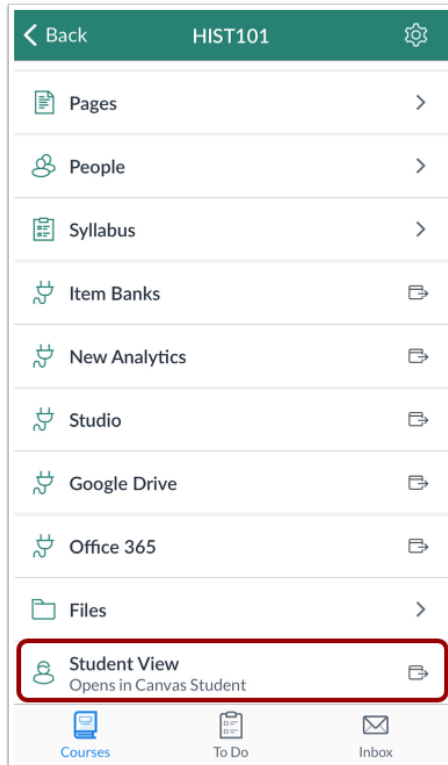 Back HIST101
Pages
People
Syllabus
Item Banks
New Analytics
Studio
Google Drive
Office 365
Files
Student View
Opens in Canvas Student
Courses To Do Inbox